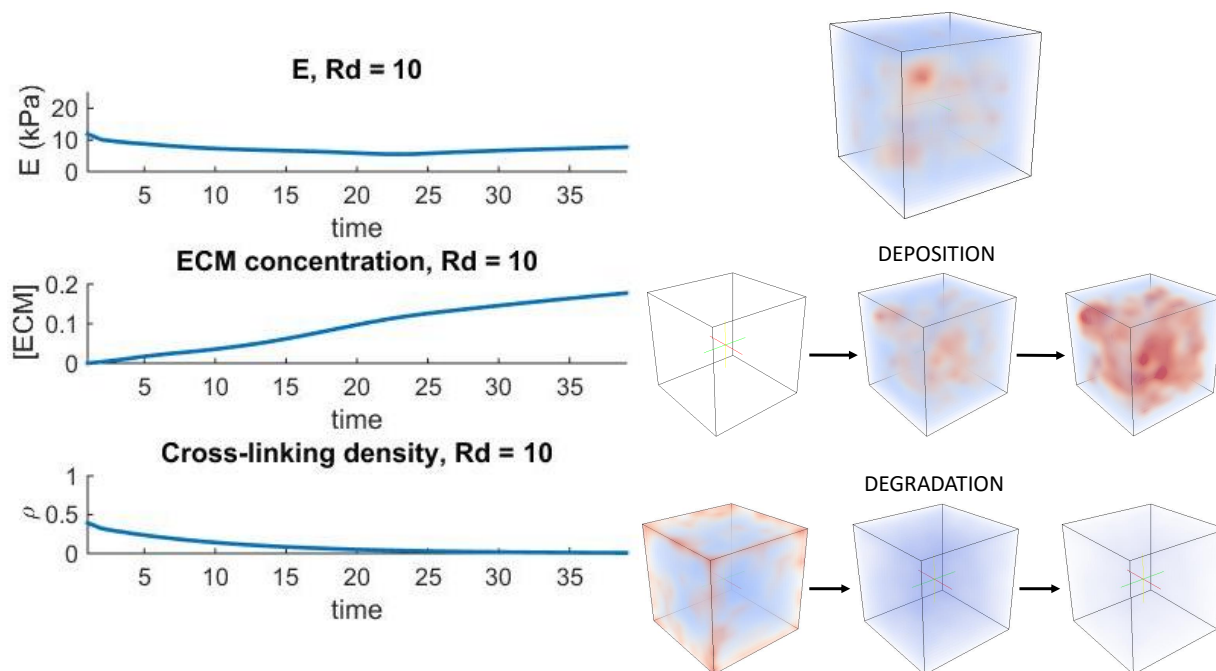 E, Rd = 10
E (kPa)
20
10
0
5 10 15 20 25 30 35
time
ECM concentration, Rd = 10
[ECM]
0.2
0.1
0
5 10 15 20 25 30 35
time
Cross-linking density, Rd = 10
ρ
1
0.5
0
5 10 15 20 25 30 35
time
DEPOSITION
DEGRADATION